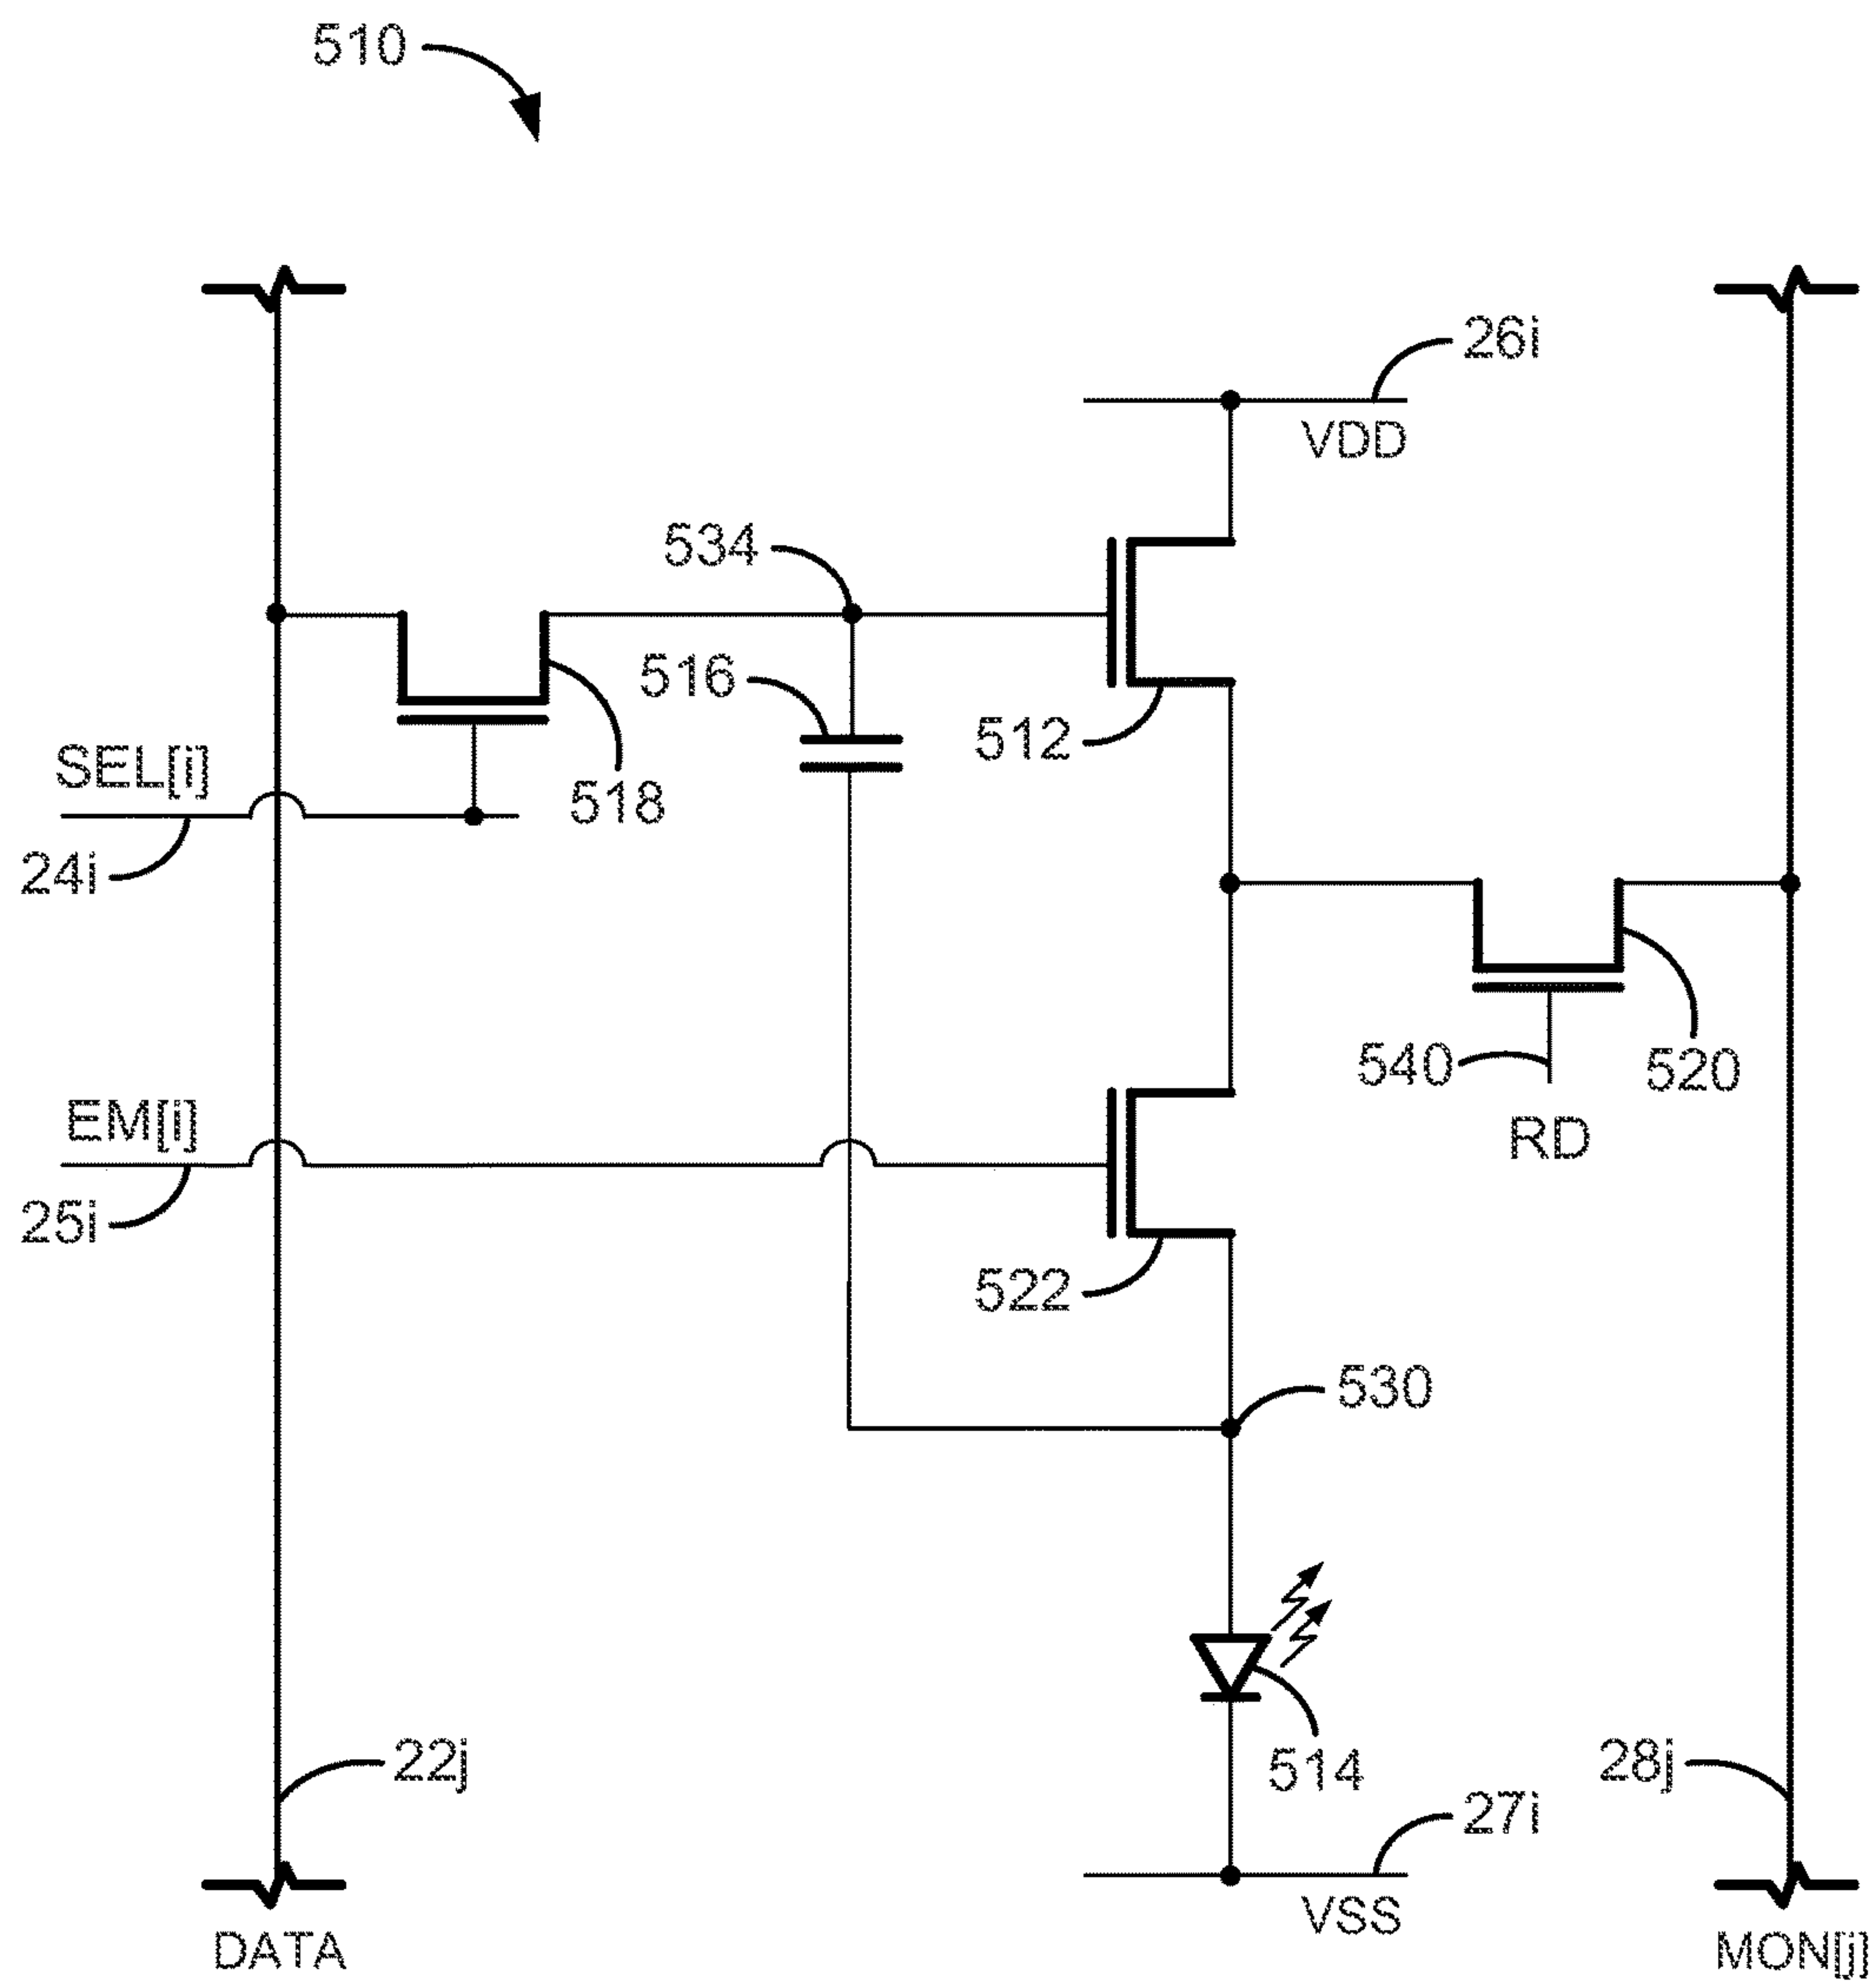 510
26i
VDD
534
516
512
SEL[i]
518
24i
540
520
EM[i]
RD
25i
522
530
22j
514
28j
27i
VSS
DATA
MON[j]